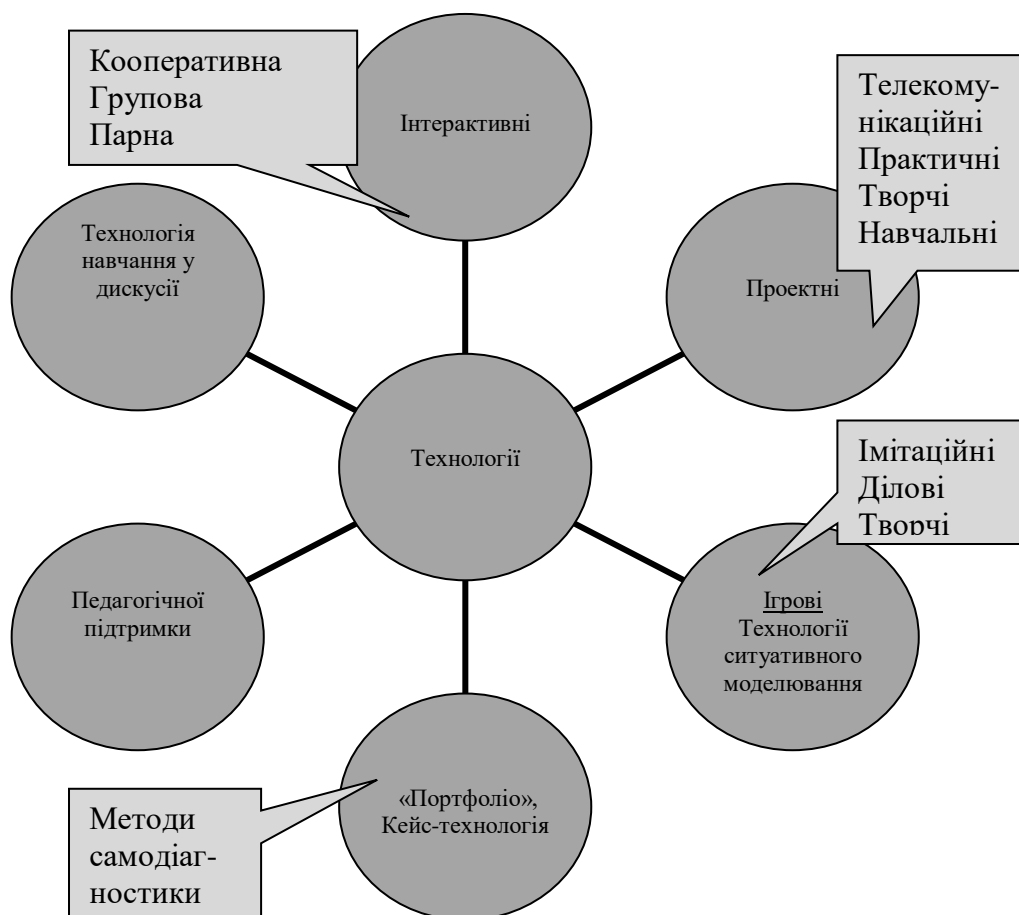 Кооперативна
Групова
Парна
Інтерактивні
Телекому-
нікаційні
Практичні
Творчі
Навчальні
Технологія
навчання у
дискусії
Проектні
Технології
Імітаційні
Ділові
Творчі
Педагогічної
підтримки
Ігрові
Технології
ситуативного
моделювання
«Портфоліо»,
Кейс-технологія
Методи
самодіаг-
ностики